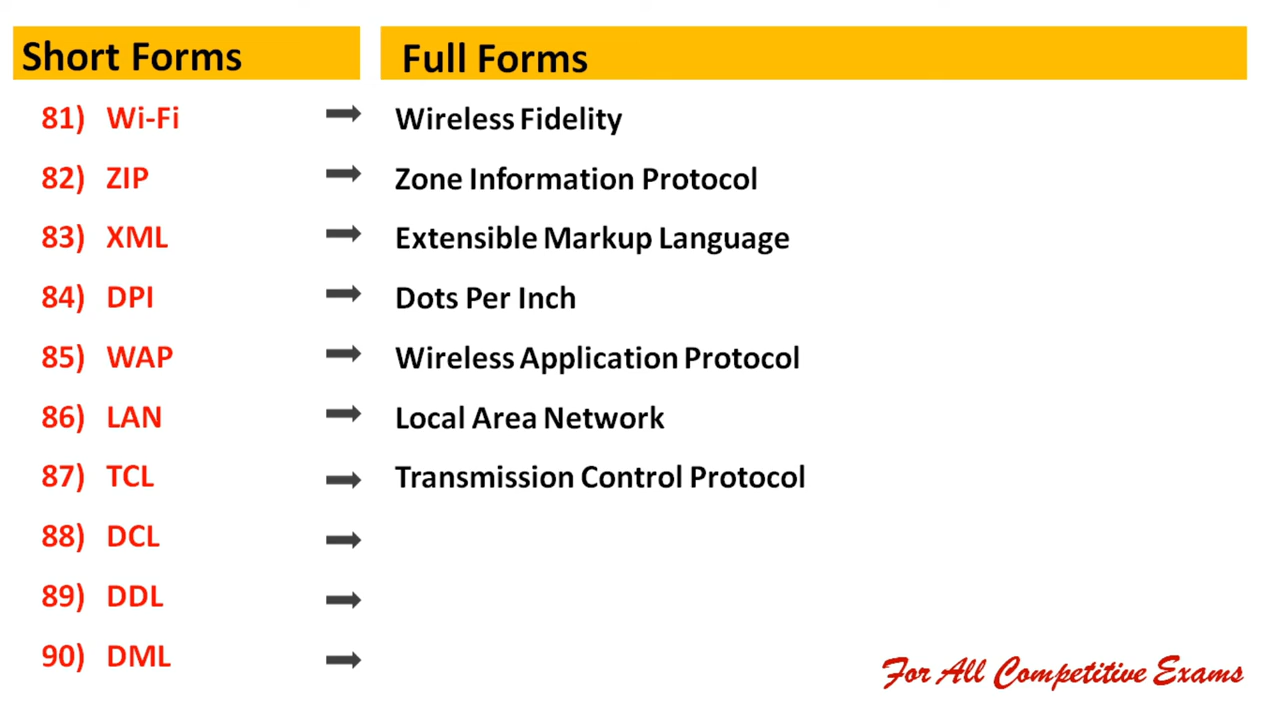 Short Forms Full Forms
81) Wi-Fi Wireless Fidelity
82) ZIP Zone Information Protocol
83) XML Extensible Markup Language
84) DPI Dots Per Inch
85) WAP Wireless Application Protocol
86) LAN Local Area Network
87) TCL Transmission Control Protocol
88) DCL
89) DDL
90) DML
For All Competitive Exams